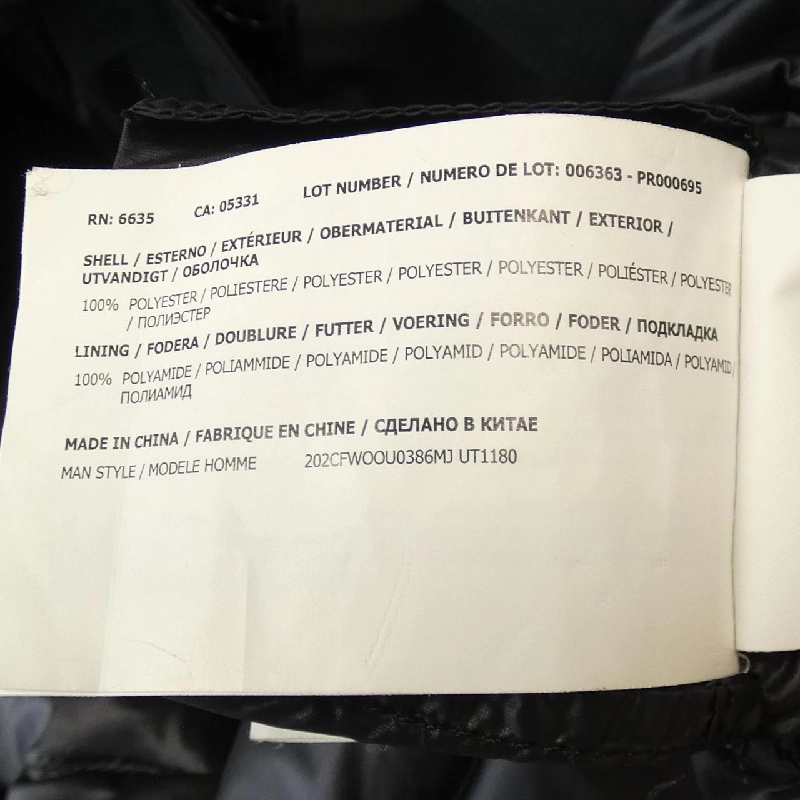 RN: 6635 CA: 05331 LOT NUMBER / NUMERO DE LOT: 006363 - PR000695
SHELL / ESTERNO / EXTÉRIEUR / OBERMATERIAL / BUITENKANT / EXTERIOR /
UTVANDIGT / ОБОЛОЧКА
100% POLYESTER / POLIESTERE / POLYESTER / POLYESTER / POLYESTER / POLIÉSTER / POLYESTER
/ ПОЛИЭСТЕР
LINING / FODERA / DOUBLURE / FUTTER / VOERING / FORRO / FODER / ПОДКЛАДКА
100% POLYAMIDE / POLIAMMIDE / POLYAMIDE / POLYAMID / POLYAMIDE / POLIAMIDA / POLYAMID /
ПОЛИАМИД
MADE IN CHINA / FABRIQUE EN CHINE / СДЕЛАНО В КИТАЕ
MAN STYLE / MODELE HOMME 202CFWOOU0386MJ UT1180